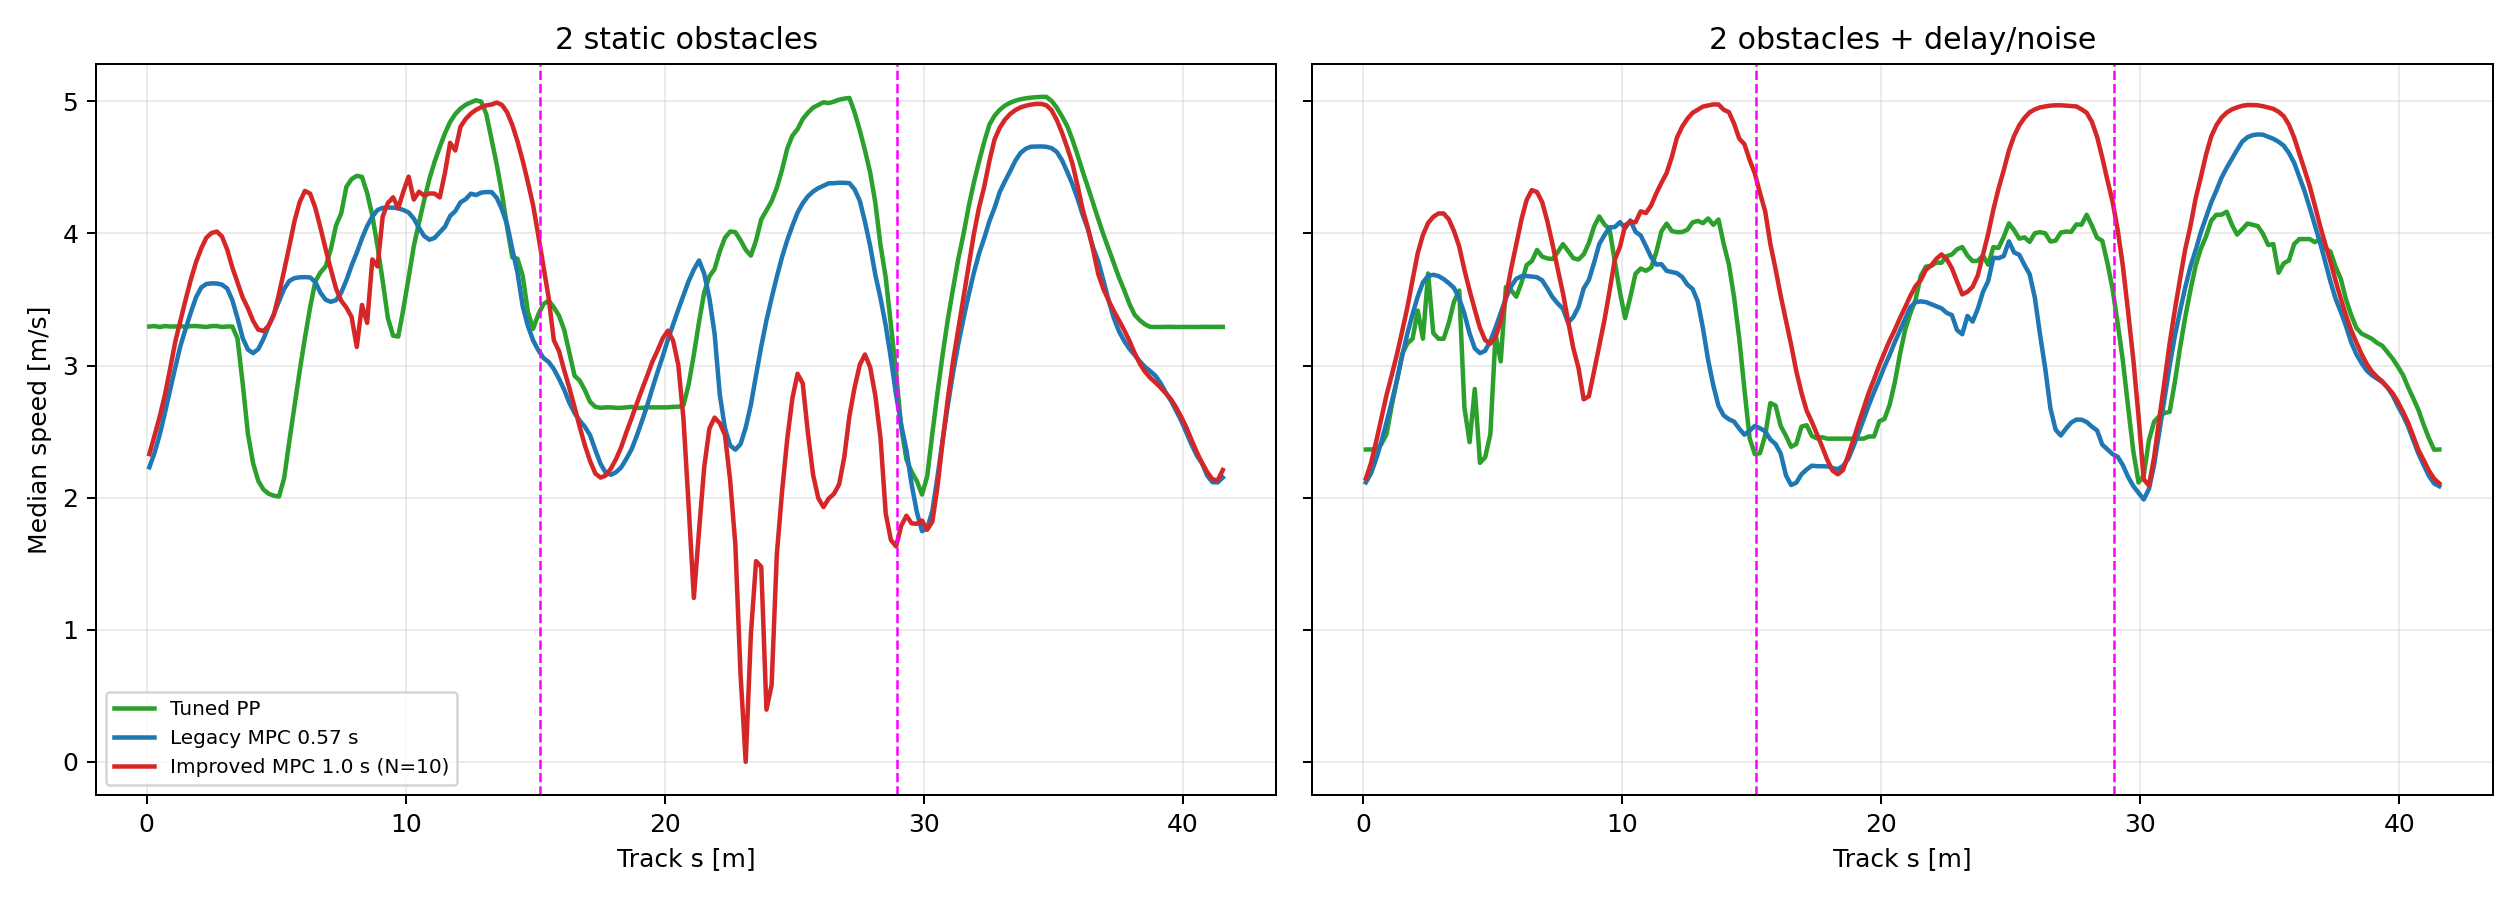 2 static obstacles
2 obstacles + delay/noise
Median speed [m/s]
5
4
3
2
1
0
Tuned PP
Legacy MPC 0.57 s
Improved MPC 1.0 s (N=10)
0 10 20 30 40
0 10 20 30 40
Track s [m]
Track s [m]